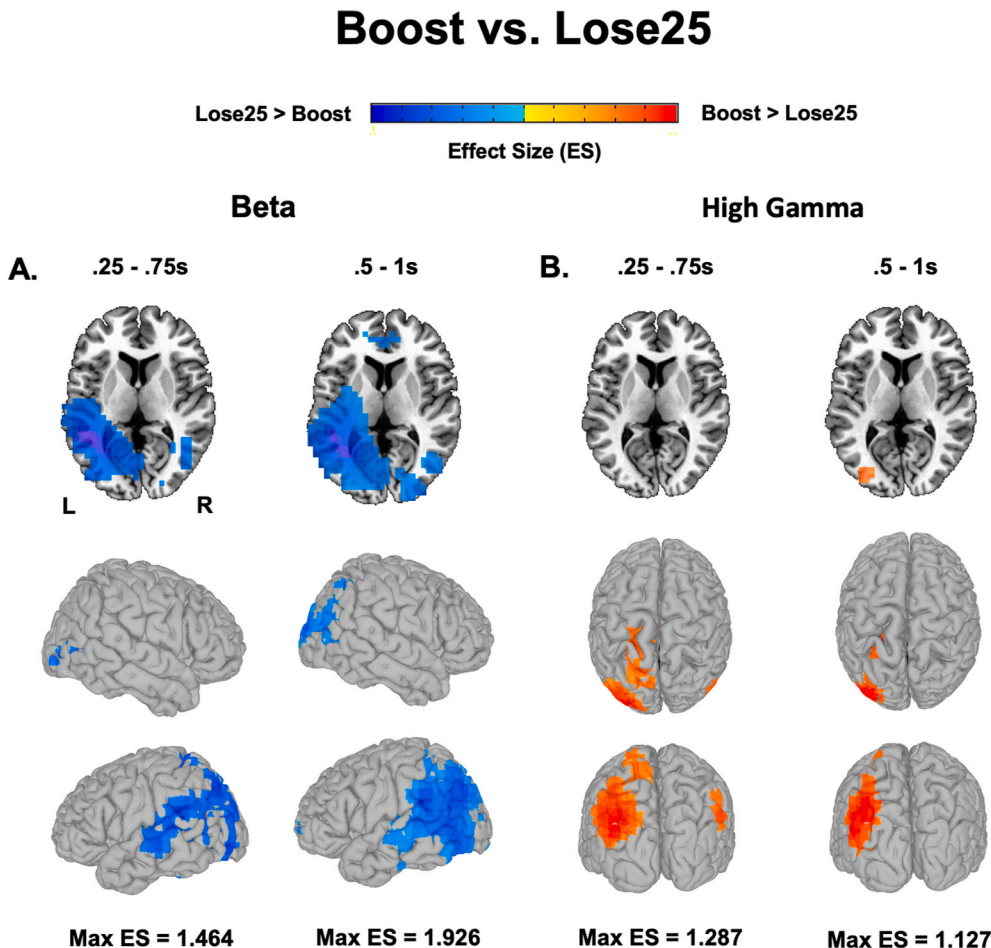 Boost vs. Lose25
Lose25 > Boost
Boost > Lose25
Effect Size (ES)
Beta
High Gamma
A.
.25 - .75s
.5 - 1s
B.
.25 - .75s
.5 - 1s
L
R
Max ES = 1.464
Max ES = 1.926
Max ES = 1.287
Max ES = 1.127